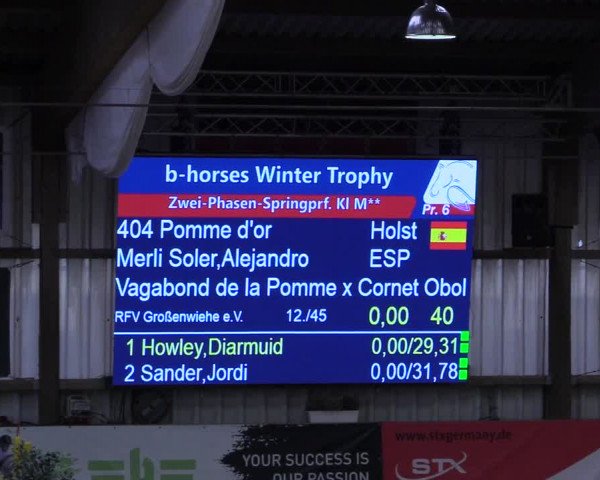 b-horses Winter Trophy
Zwei-Phasen-Springprf. Kl M** Pr. 6
404 Pomme d'or Holst
Merli Soler,Alejandro ESP
Vagabond de la Pomme x Cornet Obol
RFV Großenwiehe e.V. 12./45 0,00 40
1 Howley,Diarmuid 0,00/29,31
2 Sander,Jordi 0,00/31,78
www.stxgermany.de
YOUR SUCCESS IS
OUR PASSION
STX